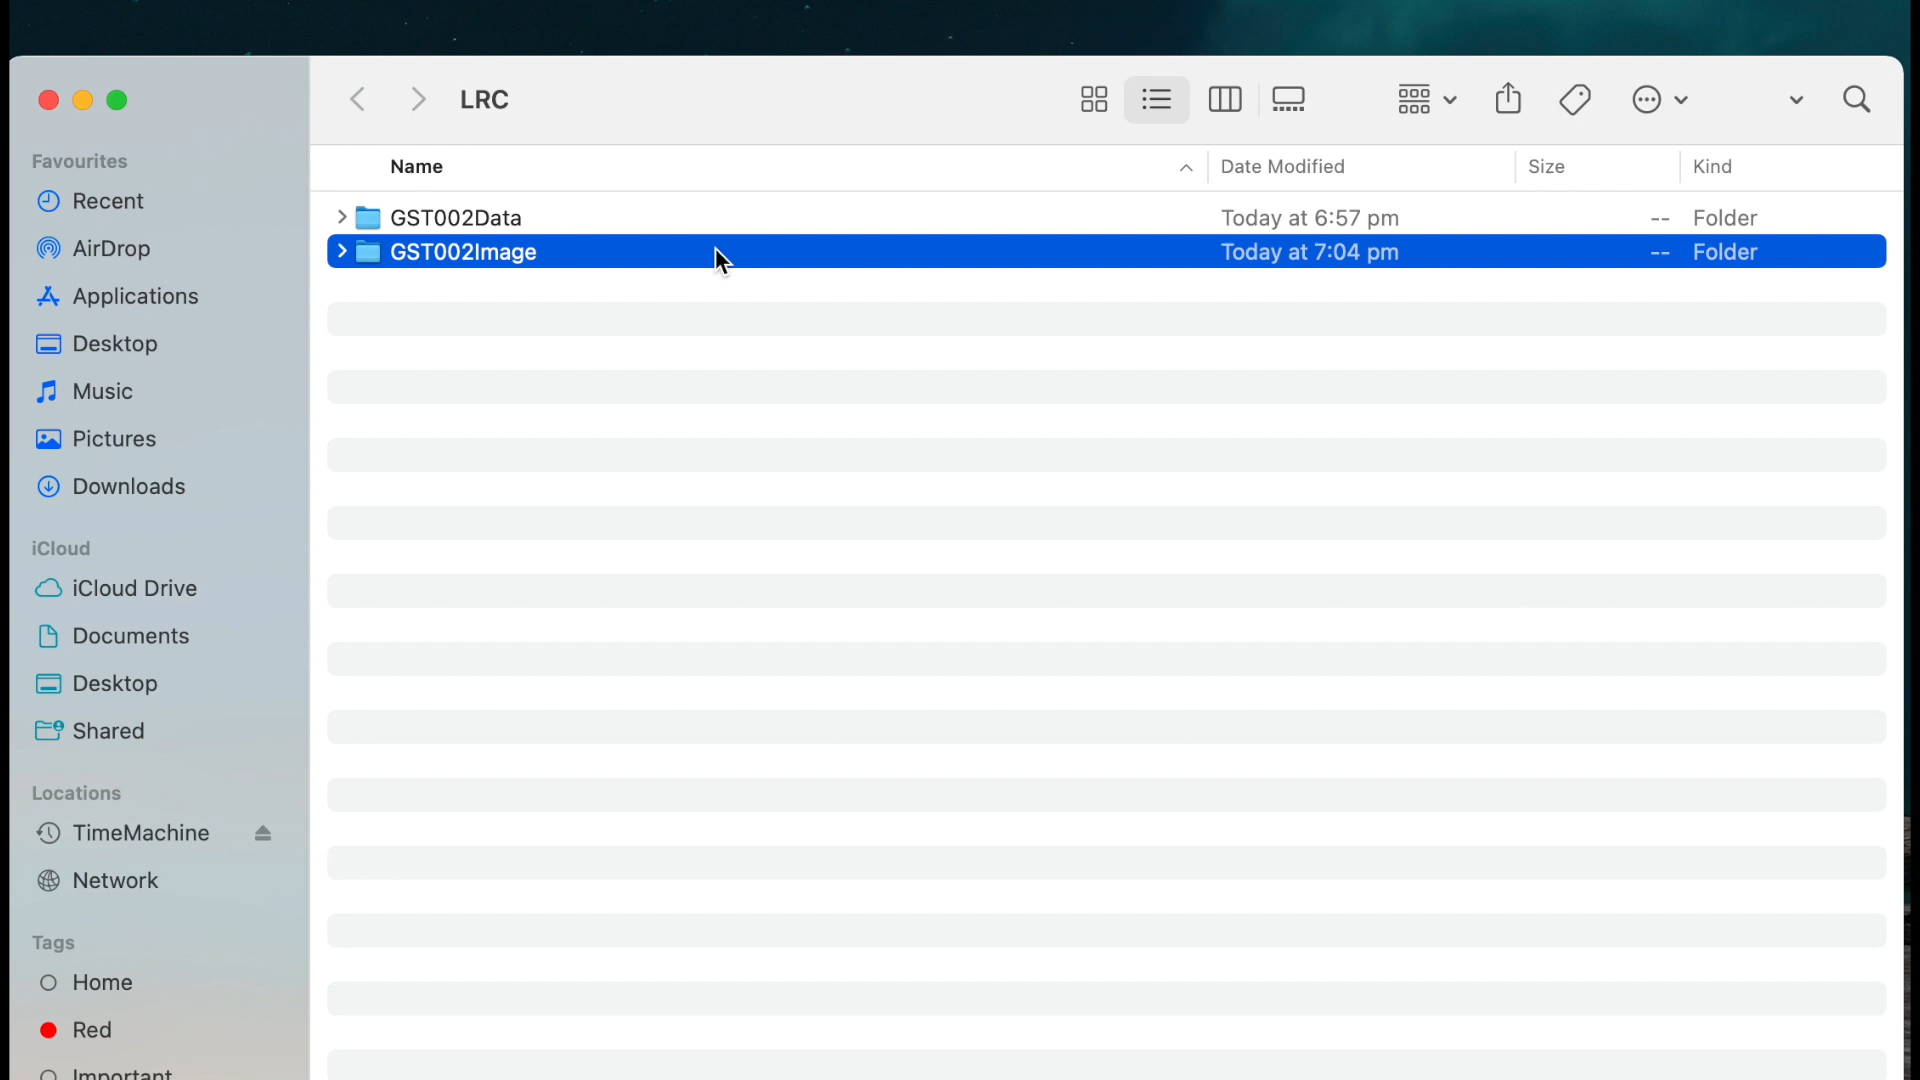 LRC
Name Date Modified Size Kind
GST002Data Today at 6:57 pm -- Folder
GST002Image Today at 7:04 pm -- Folder
Favourites
Recent
AirDrop
Applications
Desktop
Music
Pictures
Downloads
iCloud
iCloud Drive
Documents
Desktop
Shared
Locations
TimeMachine
Network
Tags
Home
Red
Important